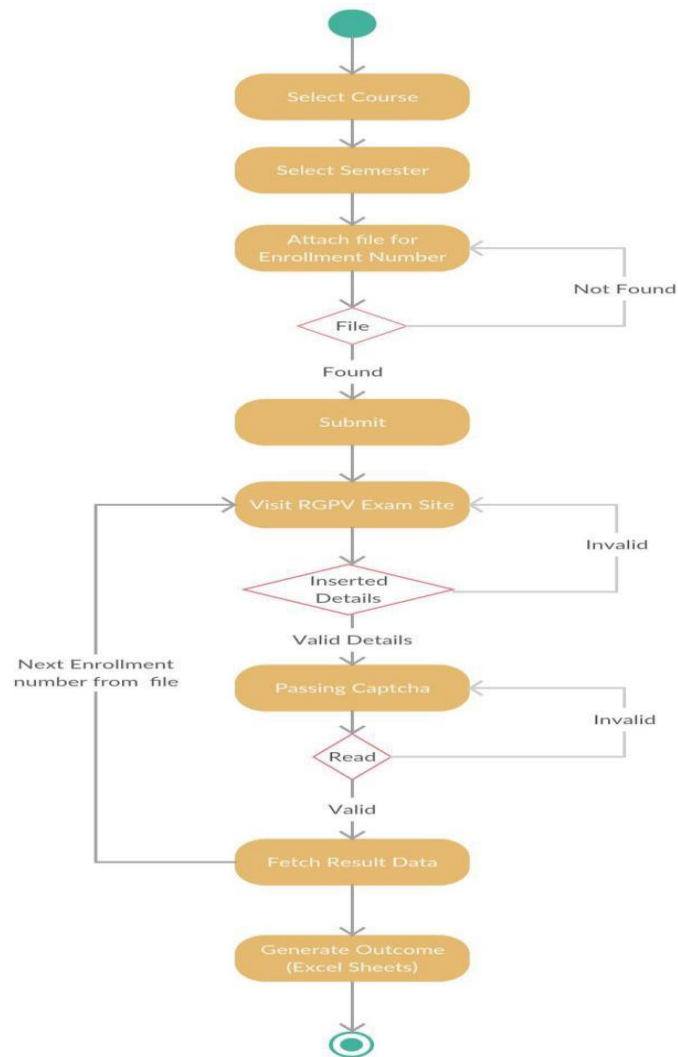 Select Course
Select Semester
Attach file for
Enrollment Number
Not Found
File
Found
Submit
Visit RGPV Exam Site
Invalid
Inserted
Details
Valid Details
Next Enrollment
number from file
Passing Captcha
Invalid
Read
Valid
Fetch Result Data
Generate Outcome
(Excel Sheets)